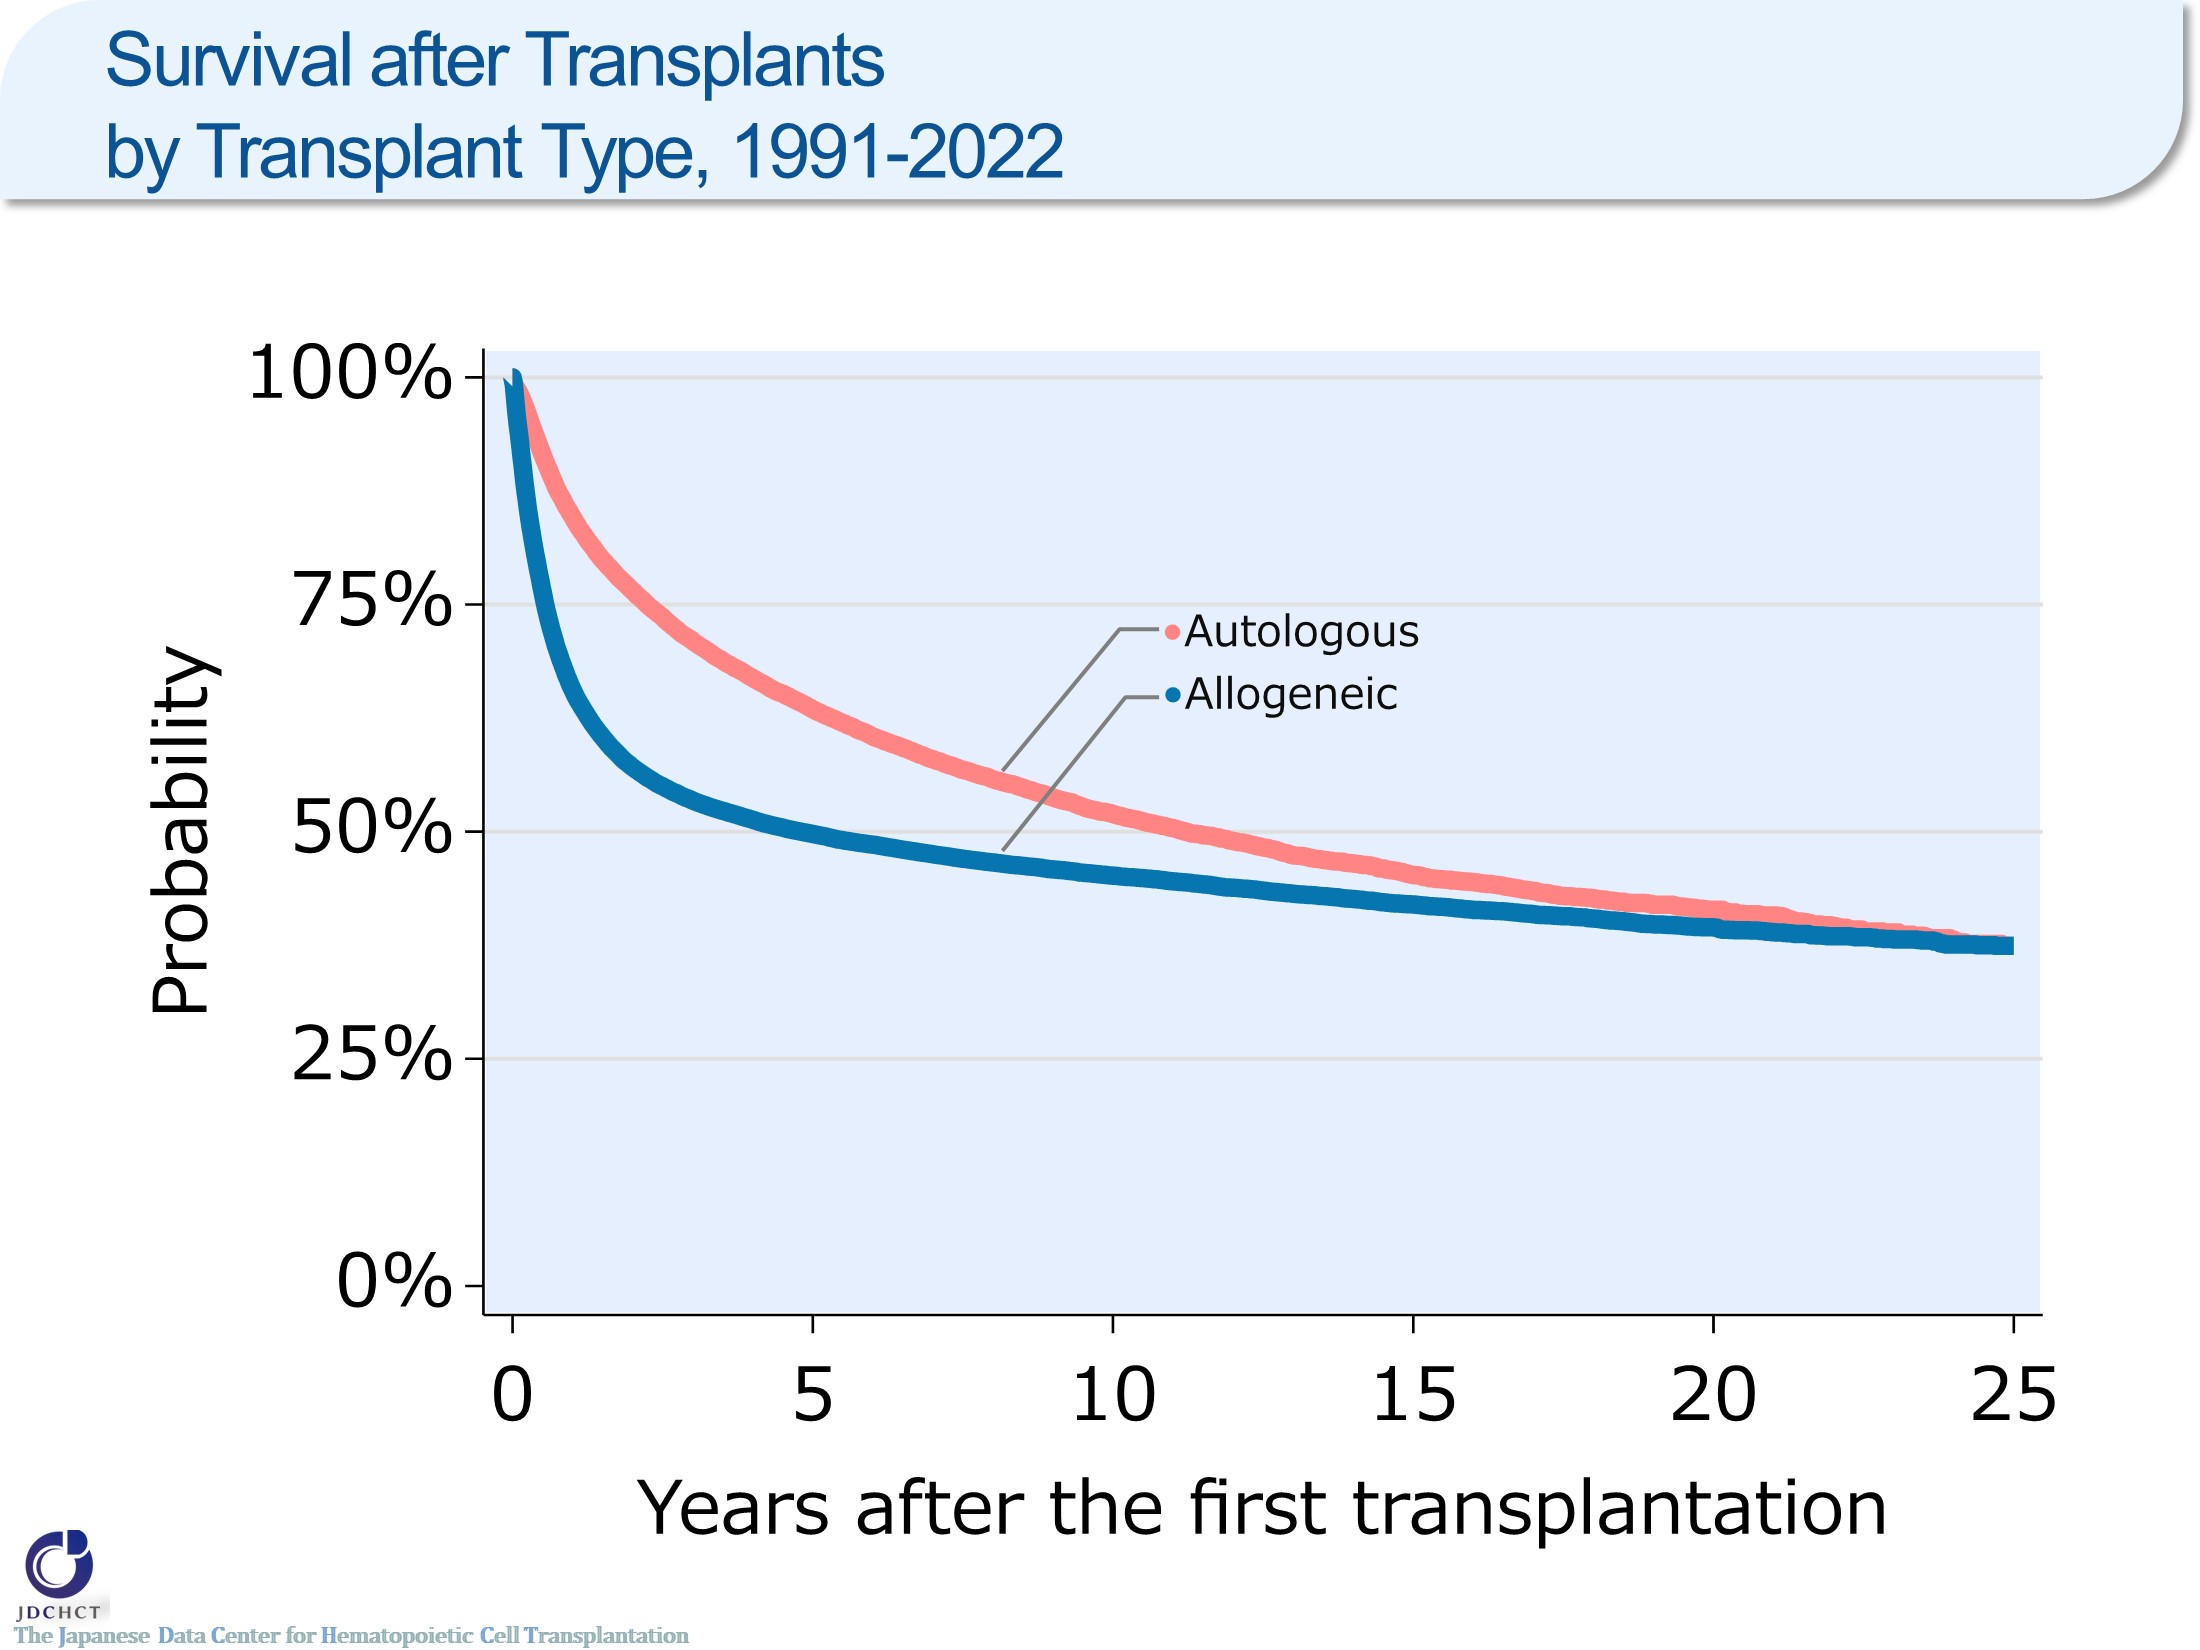 Survival after Transplants
by Transplant Type, 1991-2022
100%
75%
50%
25%
0%
Probability
Autologous
Allogeneic
0 5 10 15 20 25
Years after the first transplantation
JDCHCT
The Japanese Data Center for Hematopoietic Cell Transplantation